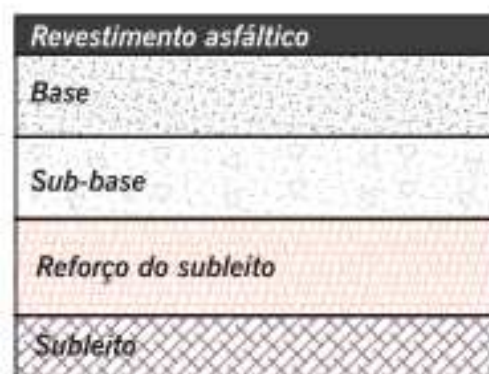 Revestimento asfáltico
Base
Sub-base
Reforço do subleito
Subleito